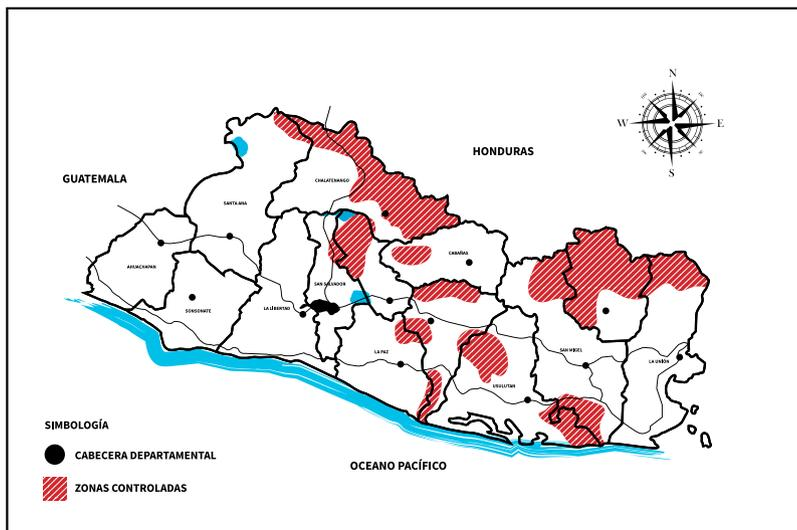 N
W
E
S
HONDURAS
GUATEMALA
CHALATENANGO
SANTA ANA
CABAÑAS
AHUACHAPAN
SAN SALVADOR
SONSONATE
LA LIBERTAD
LA PAZ
SAN MIGEL
LA UNIÓN
USULUTAN
SIMBOLOGÍA
CABECERA DEPARTAMENTAL
OCEANO PACÍFICO
ZONAS CONTROLADAS